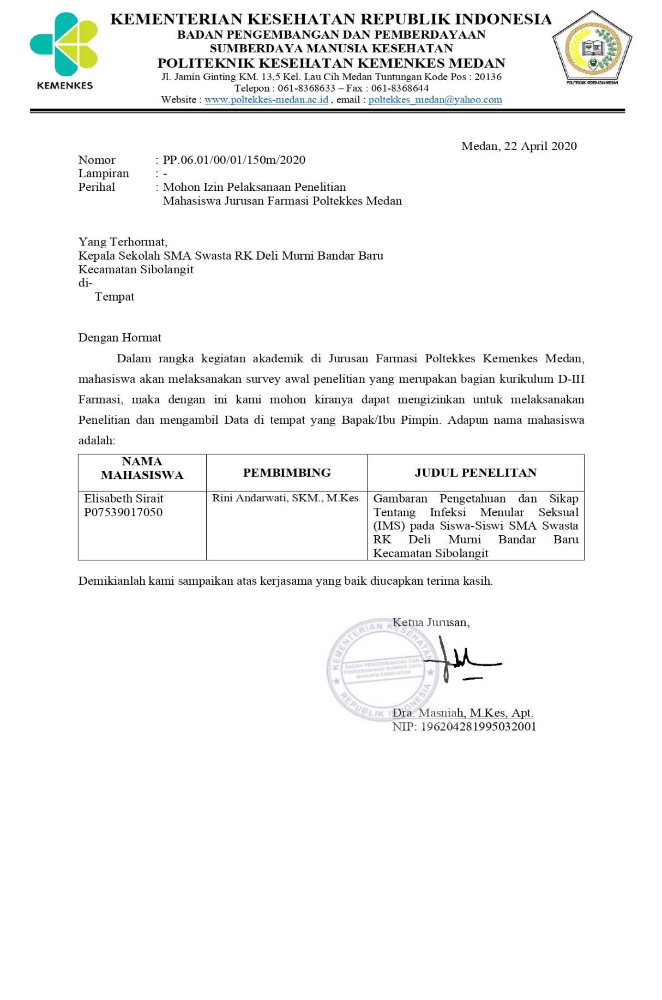 KEMENTERIAN KESEHATAN REPUBLIK INDONESIA
BADAN PENGEMBANGAN DAN PEMBERDAYAAN
SUMBERDAYA MANUSIA KESEHATAN
POLITEKNIK KESEHATAN KEMENKES MEDAN
Jl. Jamin Ginting KM. 13,5 Kel. Lau Cih Medan Tuntungan Kode Pos : 20136
Telepon : 061-8368633 – Fax : 061-8368644
Website : www.poltekkes-medan.ac.id , email : poltekkes_medan@yahoo.com
KEMENKES
POLITEKNIK KESEHATAN MEDAN
Medan, 22 April 2020
Nomor : PP.06.01/00/01/150m/2020
Lampiran : -
Perihal : Mohon Izin Pelaksanaan Penelitian
Mahasiswa Jurusan Farmasi Poltekkes Medan
Yang Terhormat,
Kepala Sekolah SMA Swasta RK Deli Murni Bandar Baru
Kecamatan Sibolangit
di-
Tempat
Dengan Hormat
Dalam rangka kegiatan akademik di Jurusan Farmasi Poltekkes Kemenkes Medan,
mahasiswa akan melaksanakan survey awal penelitian yang merupakan bagian kurikulum D-III
Farmasi, maka dengan ini kami mohon kiranya dapat mengizinkan untuk melaksanakan
Penelitian dan mengambil Data di tempat yang Bapak/Ibu Pimpin. Adapun nama mahasiswa
adalah:
NAMA
MAHASISWA
PEMBIMBING
JUDUL PENELITAN
Elisabeth Sirait
P07539017050
Rini Andarwati, SKM., M.Kes
Gambaran Pengetahuan dan Sikap
Tentang Infeksi Menular Seksual
(IMS) pada Siswa-Siswi SMA Swasta
RK Deli Murni Bandar Baru
Kecamatan Sibolangit
Demikianlah kami sampaikan atas kerjasama yang baik diucapkan terima kasih.
Ketua Jurusan,
KEMENTERIAN KESEHATAN
BADAN PENGEMBANGAN DAN
PEMBERDAYAAN SUMBER DAYA
MANUSIA KESEHATAN
REPUBLIK INDONESIA
Dra. Masniah, M.Kes, Apt.
NIP: 196204281995032001